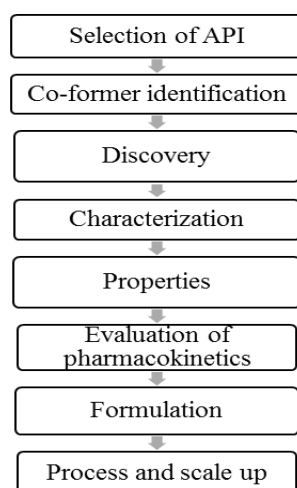 Selection of API
Co-former identification
Discovery
Characterization
Properties
Evaluation of
pharmacokinetics
Formulation
Process and scale up